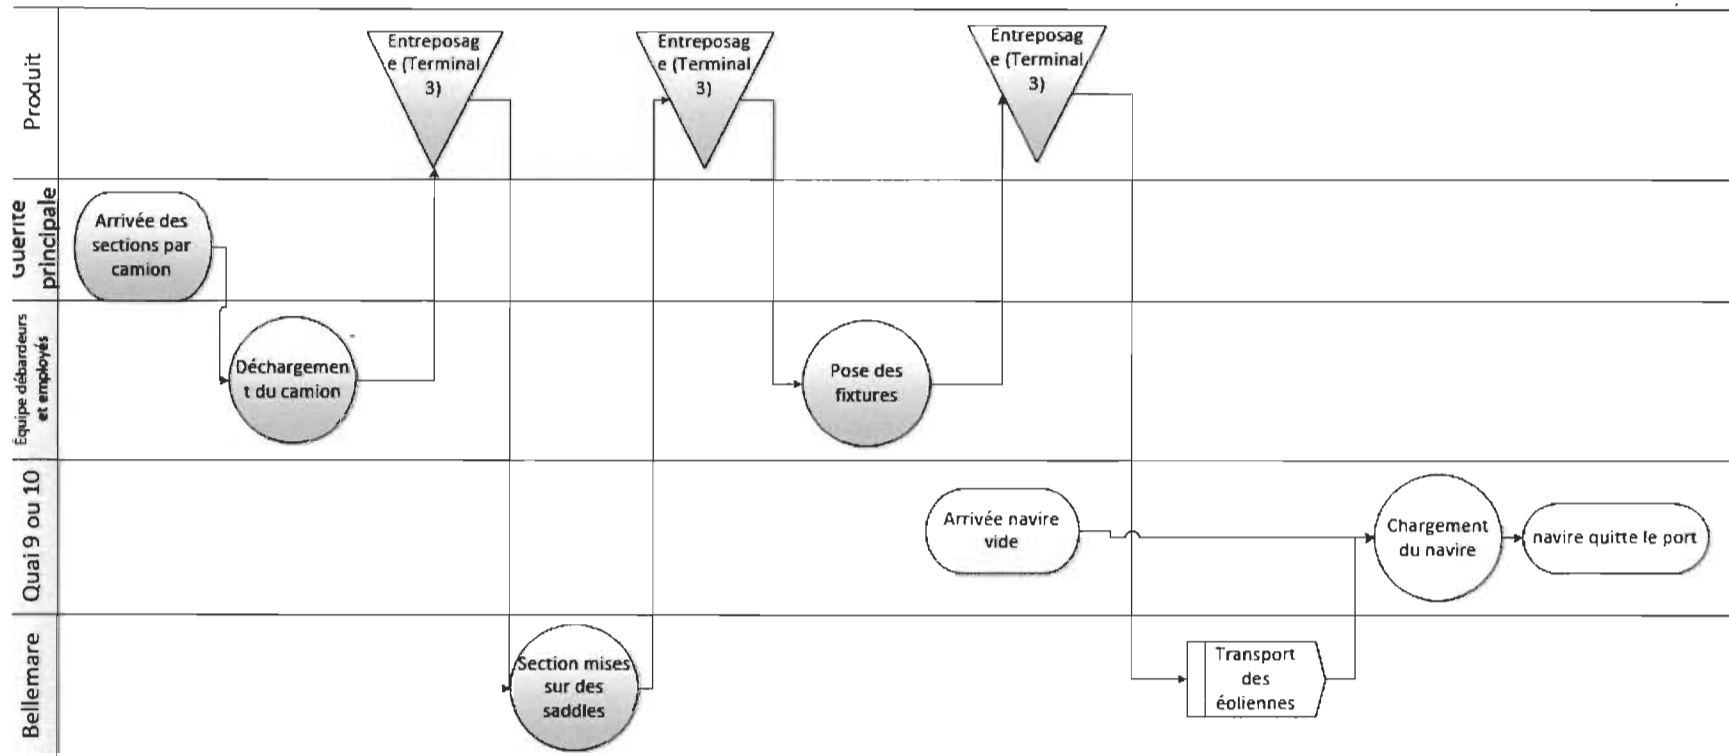 Produit
Entreposag
e (Terminal
3)
Entreposag
e (Terminal
3)
Entreposag
e (Terminal
3)
Guerite
principale
Arrivée des
sections par
camion
Équipe débardeurs
et employés
Déchargemen
t du camion
Pose des
fixtures
Quai 9 ou 10
Arrivée navire
vide
Chargement
du navire
navire quitte le port
Bellemare
Section mises
sur des
saddles
Transport
des
éoliennes